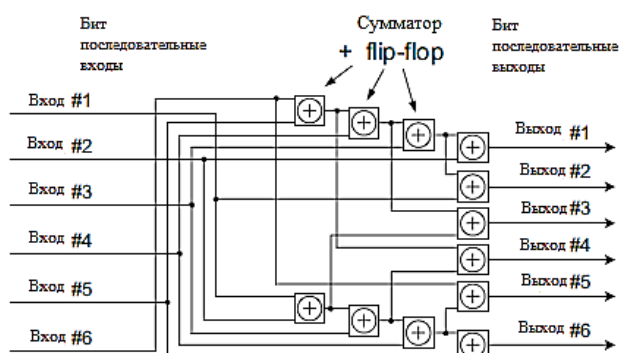 Бит
последовательные
входы
Сумматор
+ flip-flop
Бит
последовательные
выходы
Вход #1
Вход #2
Вход #3
Вход #4
Вход #5
Вход #6
Выход #1
Выход #2
Выход #3
Выход #4
Выход #5
Выход #6